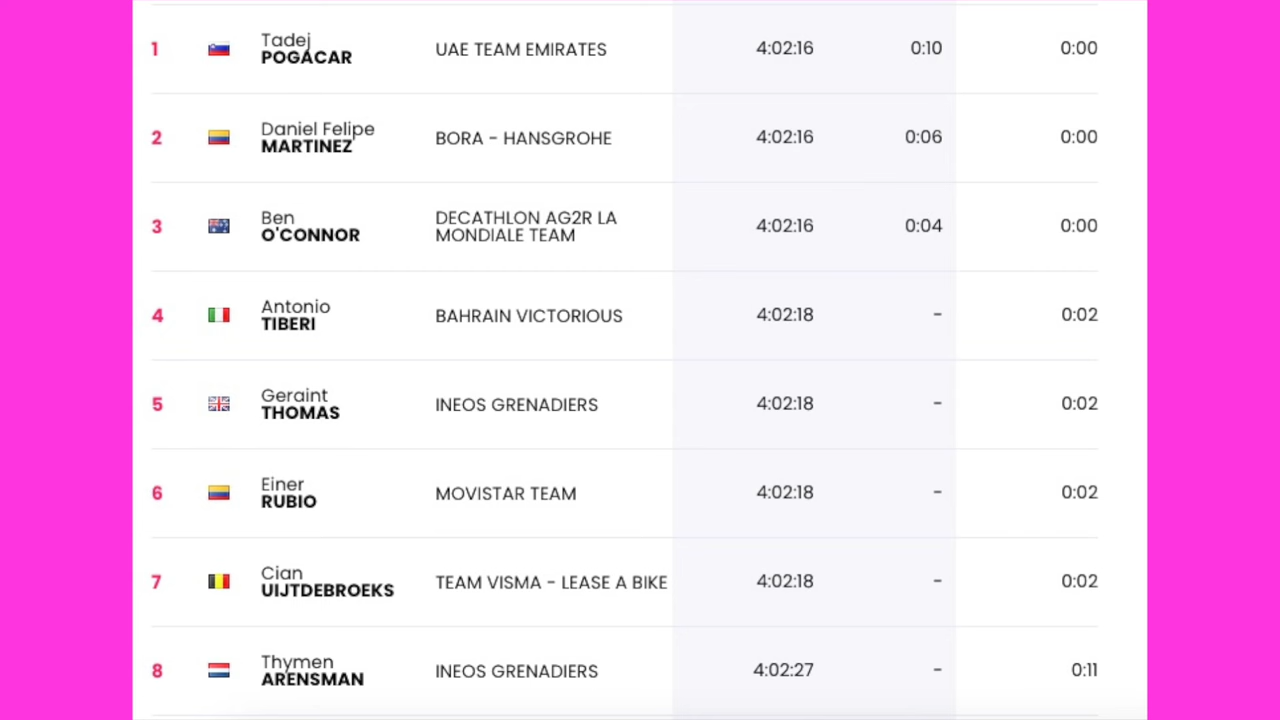 1 Tadej POGAČAR UAE TEAM EMIRATES 4:02:16 0:10 0:00
2 Daniel Felipe MARTINEZ BORA - HANSGROHE 4:02:16 0:06 0:00
3 Ben O'CONNOR DECATHLON AG2R LA MONDIALE TEAM 4:02:16 0:04 0:00
4 Antonio TIBERI BAHRAIN VICTORIOUS 4:02:18 - 0:02
5 Geraint THOMAS INEOS GRENADIERS 4:02:18 - 0:02
6 Einer RUBIO MOVISTAR TEAM 4:02:18 - 0:02
7 Cian UIJTDEBROEKS TEAM VISMA - LEASE A BIKE 4:02:18 - 0:02
8 Thymen ARENSMAN INEOS GRENADIERS 4:02:27 - 0:11